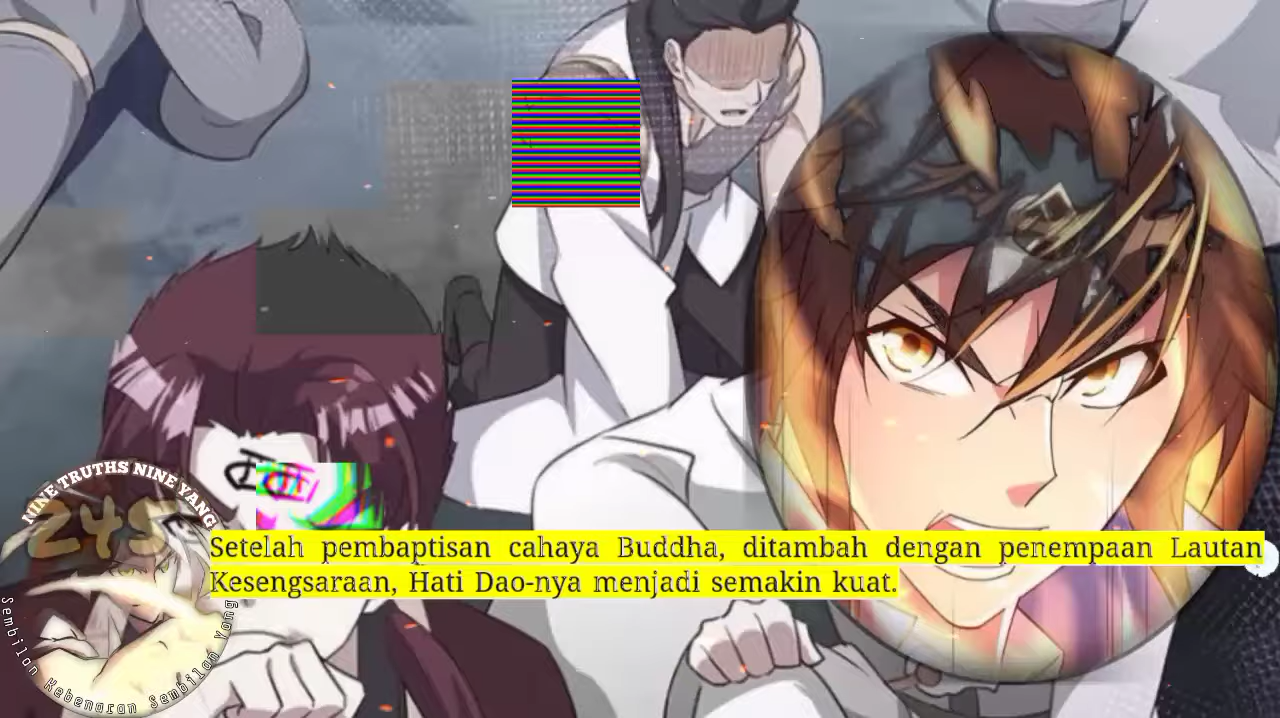 NINE TRUTHS NINE YANG
245
Setelah pembaptisan cahaya Buddha, ditambah dengan penempaan Lautan
Kesengsaraan, Hati Dao-nya menjadi semakin kuat.
Sembilan Kebenaran Sembilan Yang